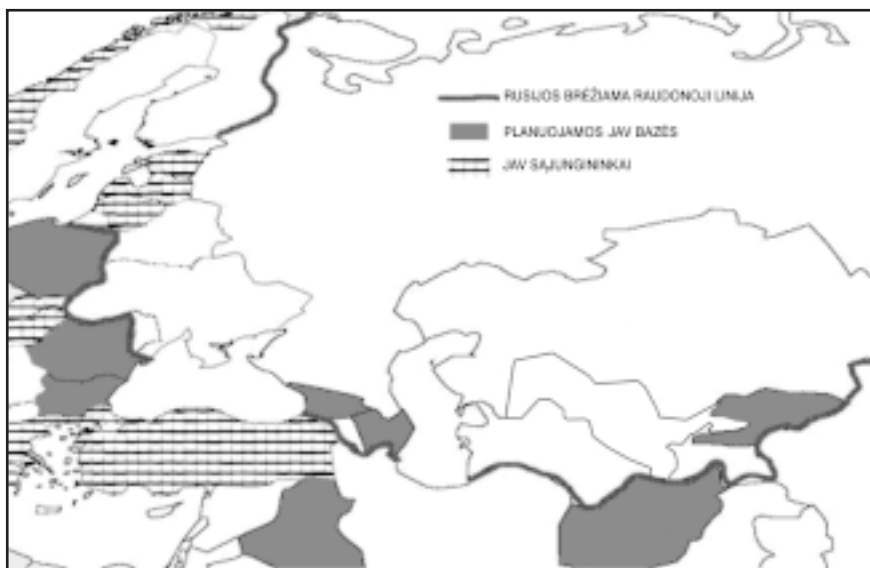 RUSIJOS BRĖŽIAMA RAUDONOJI LINIJA
PLANUOJAMOS JAV BAZĖS
JAV SĄJUNGININKAI